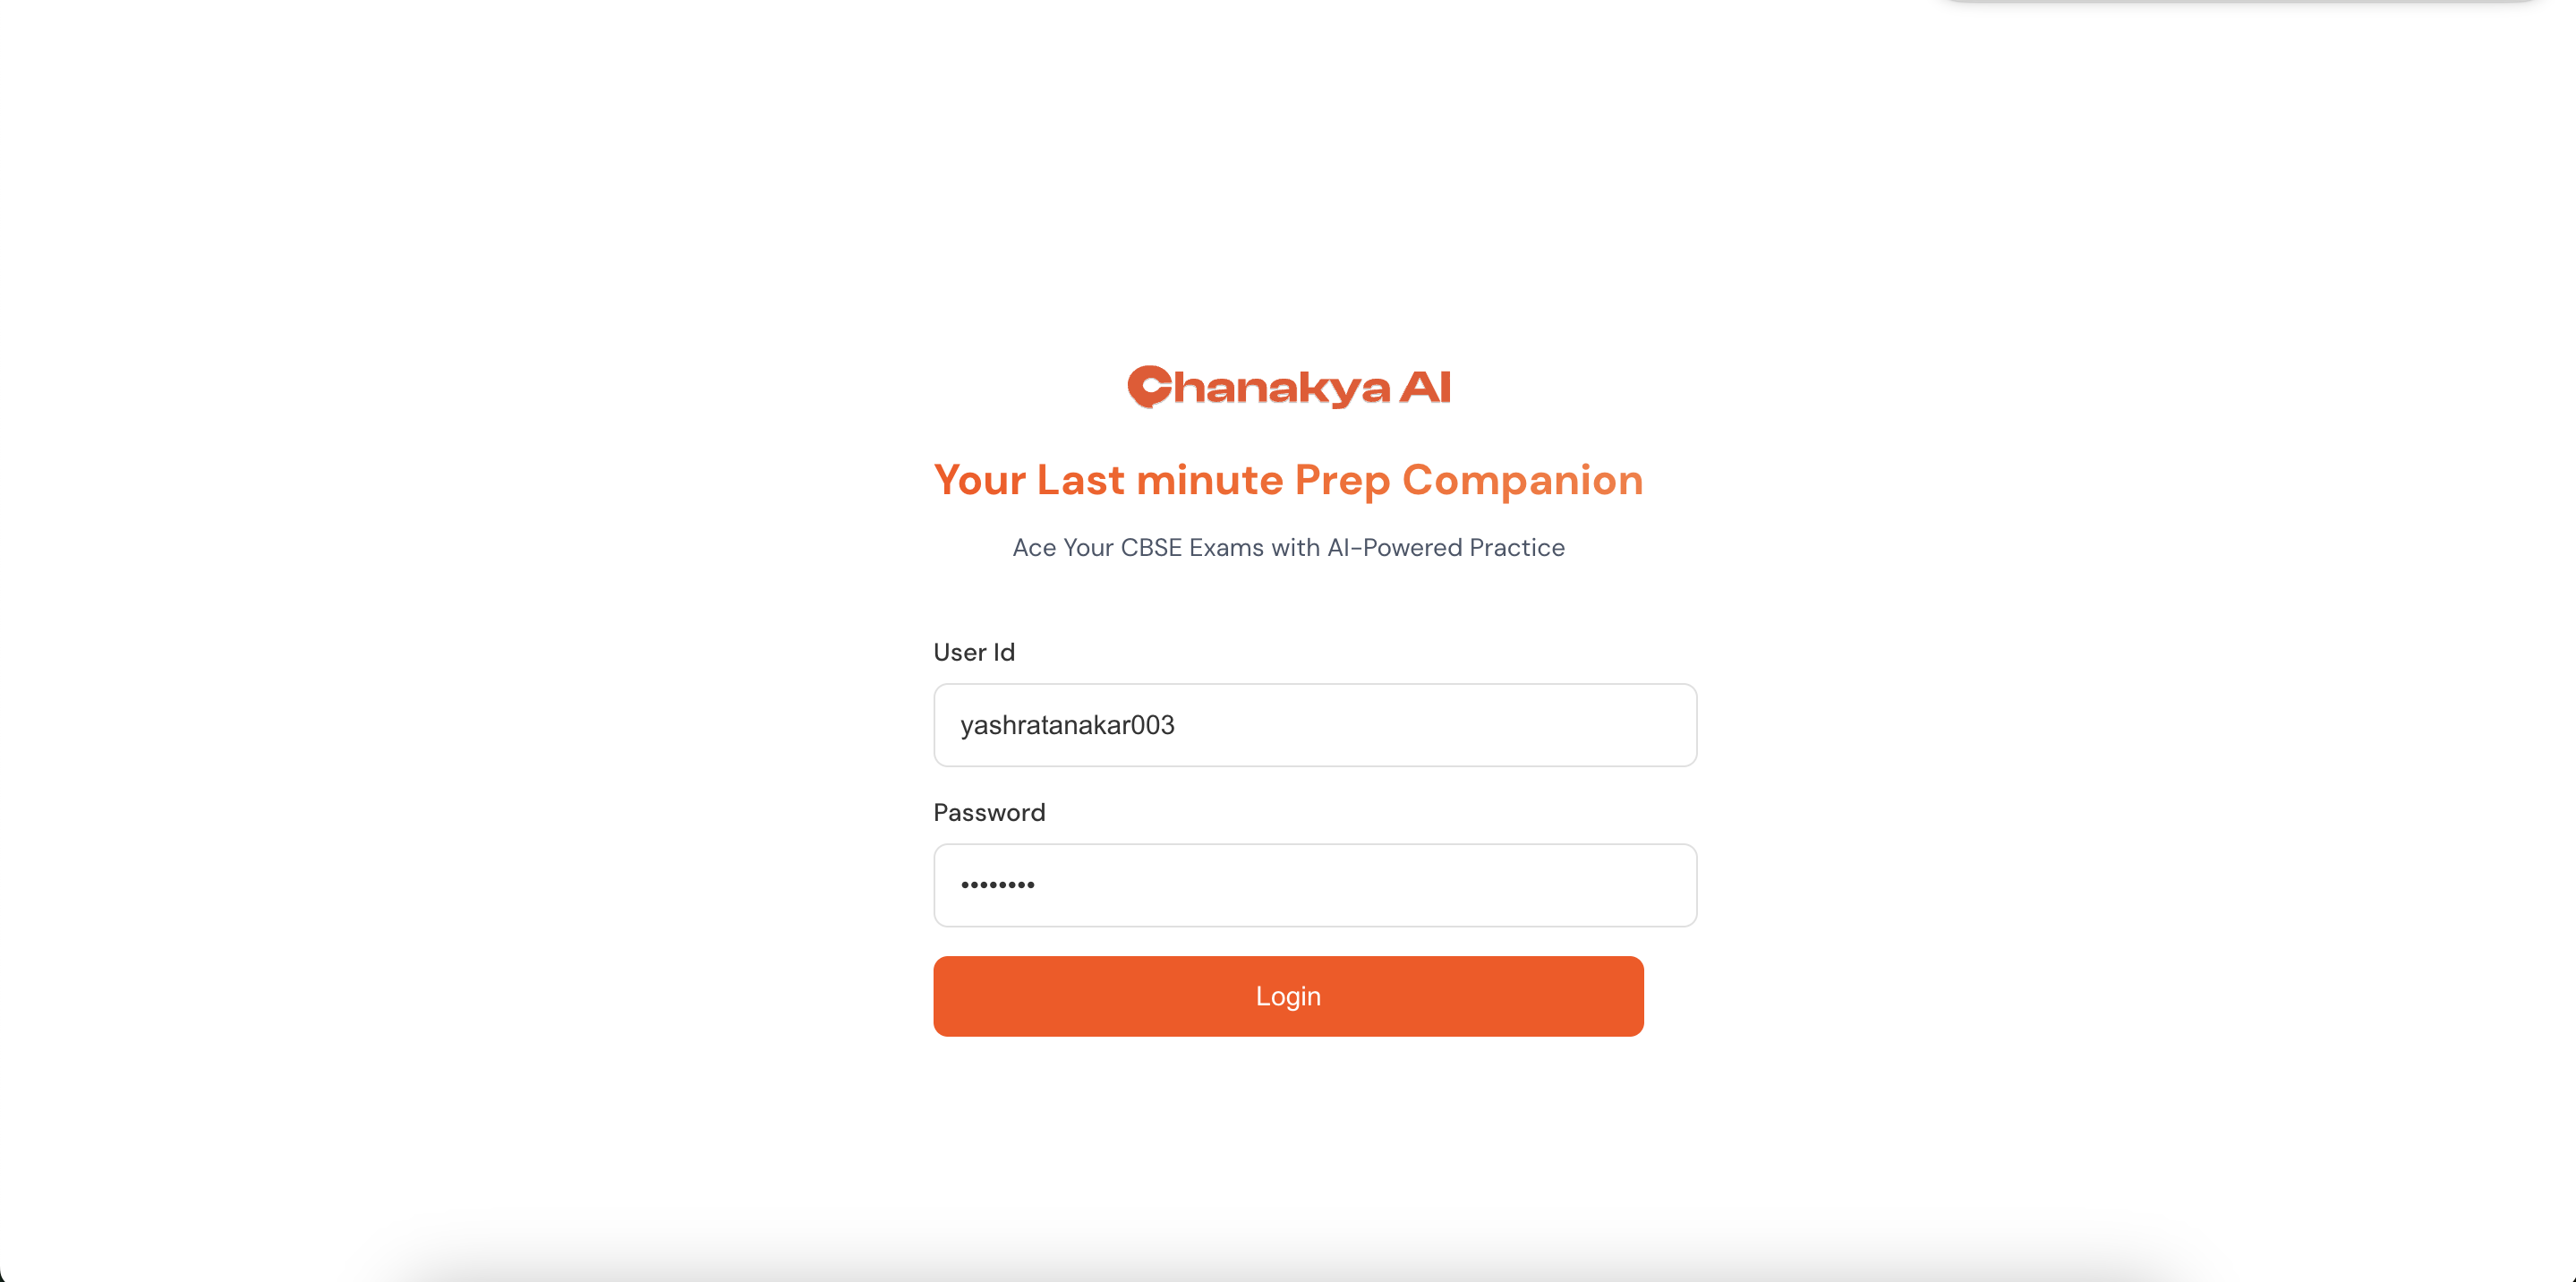 Chanakya AI
Your Last minute Prep Companion
Ace Your CBSE Exams with AI-Powered Practice
User Id
yashratanakar003
Password
••••••••
Login